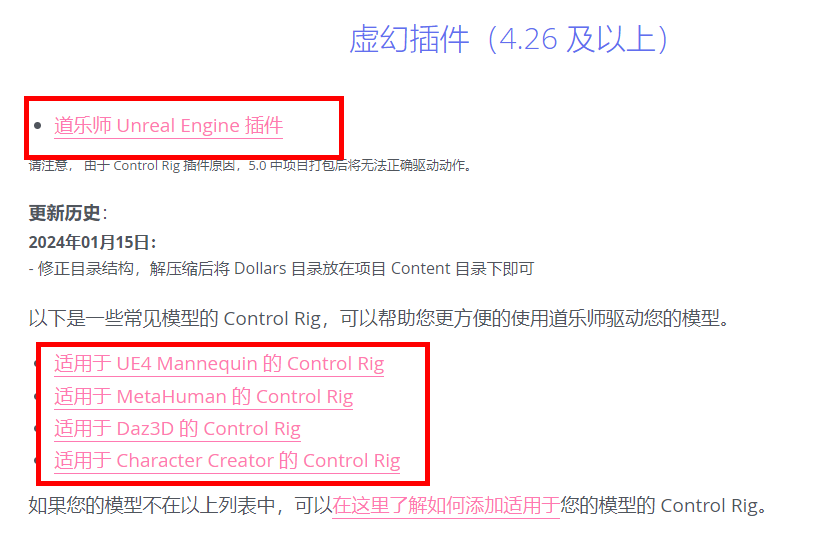 虚幻插件（4.26 及以上）
道乐师 Unreal Engine 插件
请注意， 由于 Control Rig 插件原因，5.0 中项目打包后将无法正确驱动动作。
更新历史：
2024年01月15日：
- 修正目录结构，解压缩后将 Dollars 目录放在项目 Content 目录下即可
以下是一些常见模型的 Control Rig，可以帮助您更方便的使用道乐师驱动您的模型。
适用于 UE4 Mannequin 的 Control Rig
适用于 MetaHuman 的 Control Rig
适用于 Daz3D 的 Control Rig
适用于 Character Creator 的 Control Rig
如果您的模型不在以上列表中，可以在这里了解如何添加适用于您的模型的 Control Rig。